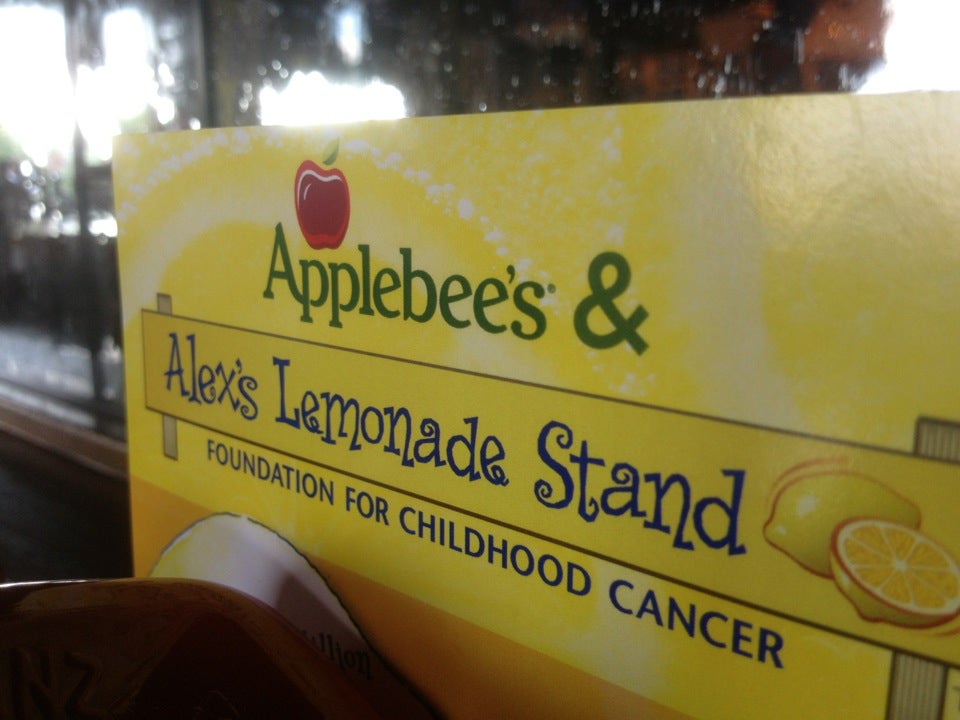 Applebee's &
Alex's Lemonade Stand
FOUNDATION FOR CHILDHOOD CANCER